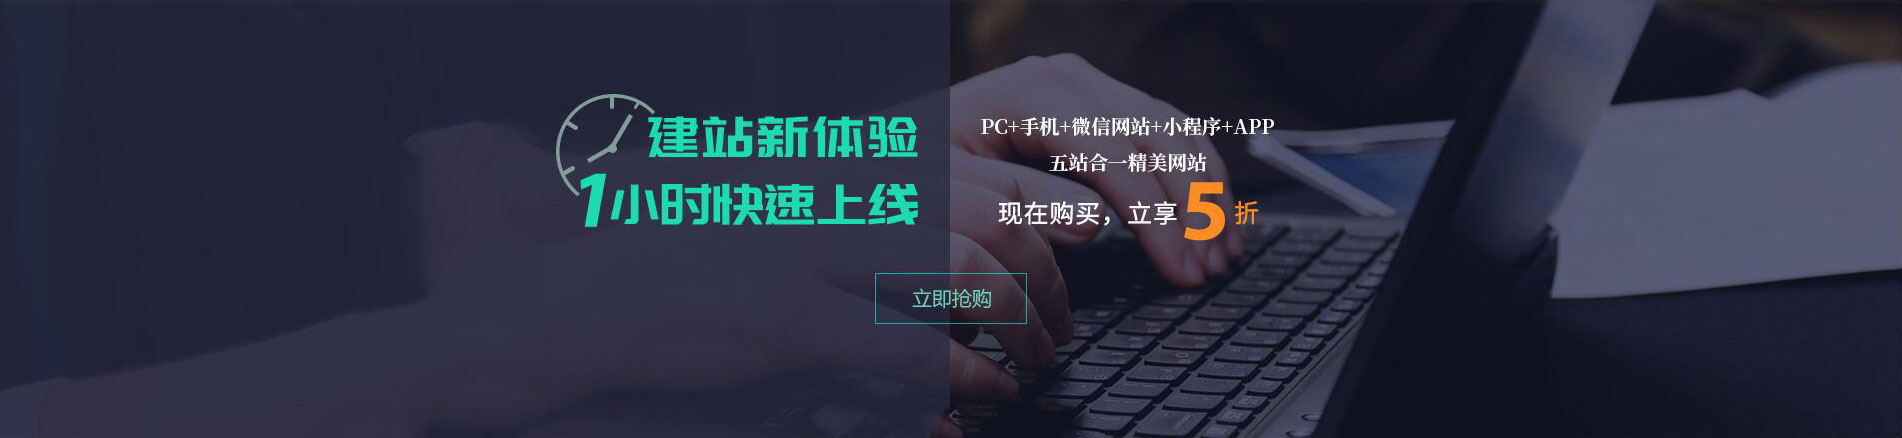 建站新体验
1小时快速上线
PC+手机+微信网站+小程序+APP
五站合一精美网站
现在购买，立享5折
立即抢购